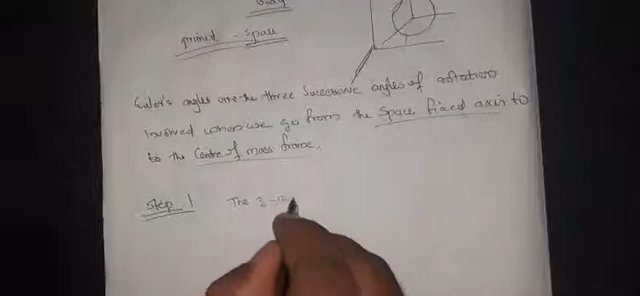 body
primed - space
Euler's angles are the three successive angles of rotation
involved when we go from the space fixed axis to
to the centre of mass frame.
step 1 The